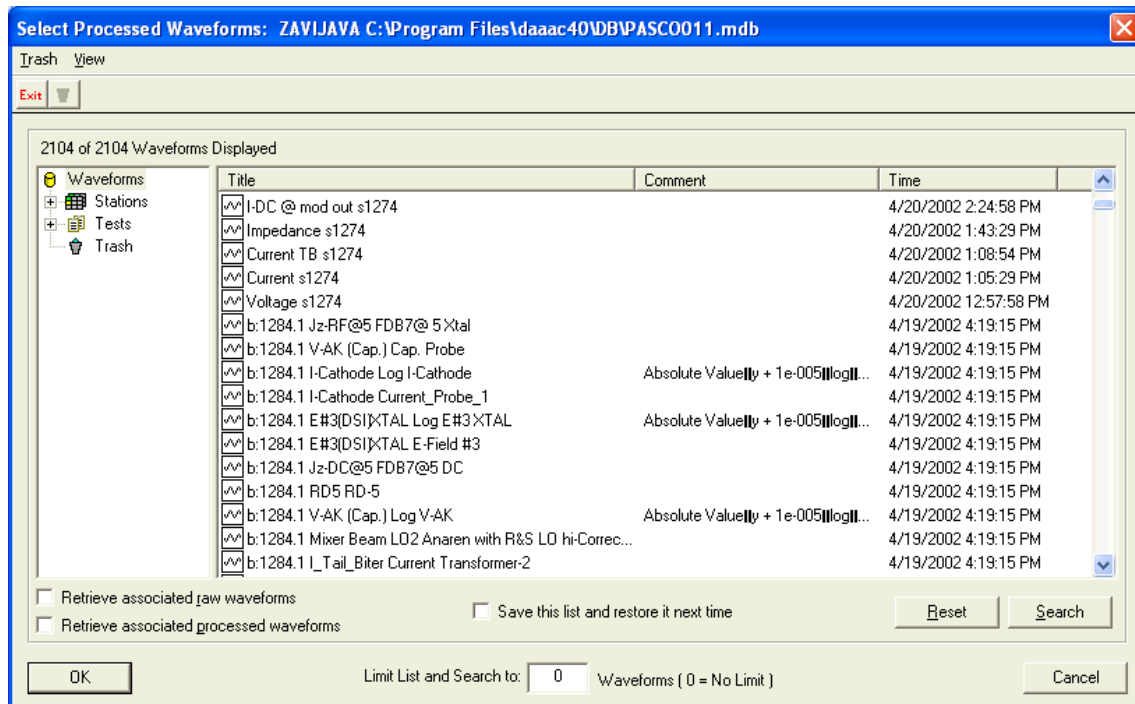 Select Processed Waveforms: ZAVIJAVA C:\Program Files\daaac40\DB\PASCO011.mdb
Trash View
Exit
2104 of 2104 Waveforms Displayed
Waveforms
Stations
Tests
Trash
Title Comment Time
I-DC @ mod out s1274 4/20/2002 2:24:58 PM
Impedance s1274 4/20/2002 1:43:29 PM
Current TB s1274 4/20/2002 1:08:54 PM
Current s1274 4/20/2002 1:05:29 PM
Voltage s1274 4/20/2002 12:57:58 PM
b:1284.1 Jz-RF@5 FDB7@ 5 Xtal 4/19/2002 4:19:15 PM
b:1284.1 V-AK (Cap.) Cap. Probe 4/19/2002 4:19:15 PM
b:1284.1 I-Cathode Log I-Cathode Absolute Value||y + 1e-005||log||... 4/19/2002 4:19:15 PM
b:1284.1 I-Cathode Current_Probe_1 4/19/2002 4:19:15 PM
b:1284.1 E#3(DSI)XTAL Log E#3 XTAL Absolute Value||y + 1e-005||log||... 4/19/2002 4:19:15 PM
b:1284.1 E#3(DSI)XTAL E-Field #3 4/19/2002 4:19:15 PM
b:1284.1 Jz-DC@5 FDB7@5 DC 4/19/2002 4:19:15 PM
b:1284.1 RD5 RD-5 4/19/2002 4:19:15 PM
b:1284.1 V-AK (Cap.) Log V-AK Absolute Value||y + 1e-005||log||... 4/19/2002 4:19:15 PM
b:1284.1 Mixer Beam LO2 Anaren with R&S LO hi-Correc... 4/19/2002 4:19:15 PM
b:1284.1 I_Tail_Biter Current Transformer-2 4/19/2002 4:19:15 PM
Retrieve associated raw waveforms
Retrieve associated processed waveforms
Save this list and restore it next time
Reset
Search
OK
Limit List and Search to: 0 Waveforms ( 0 = No Limit )
Cancel